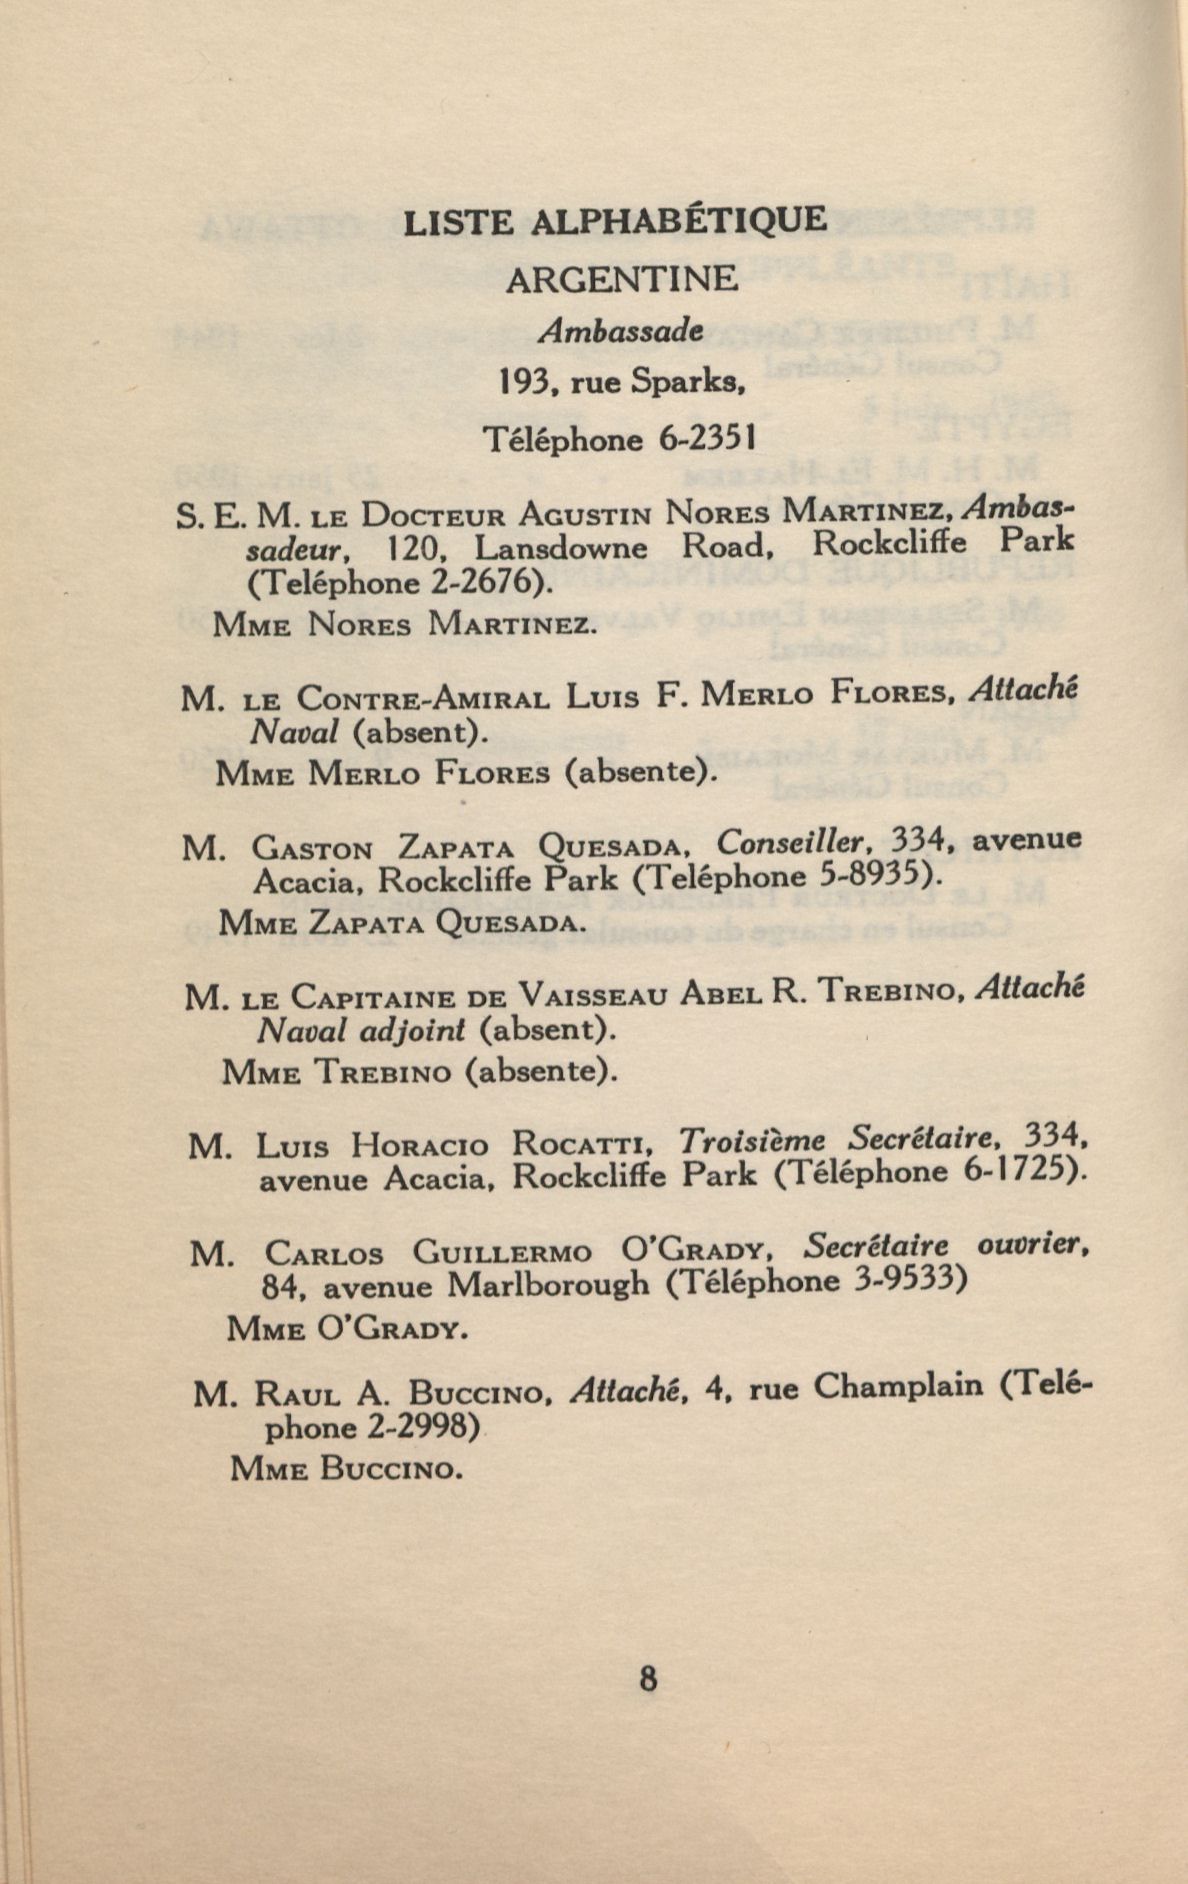 LISTE ALPHABÉTIQUE
ARGENTINE
Ambassade
193, rue Sparks,
Téléphone 6-2351
S. E. M. LE DOCTEUR AGUSTIN NORES MARTINEZ, Ambas-
sadeur, 120, Lansdowne Road, Rockcliffe Park
(Teléphone 2-2676).
MME NORES MARTINEZ.
M. LE CONTRE-AMIRAL LUIS F. MERLO FLORES, Attaché
Naval (absent).
MME MERLO FLORES (absente).
M. GASTON ZAPATA QUESADA, Conseiller, 334, avenue
Acacia, Rockcliffe Park (Teléphone 5-8935).
MME ZAPATA QUESADA.
M. LE CAPITAINE DE VAISSEAU ABEL R. TREBINO, Attaché
Naval adjoint (absent).
MME TREBINO (absente).
M. LUIS HORACIO ROCATTI, Troisième Secrétaire, 334,
avenue Acacia, Rockcliffe Park (Téléphone 6-1725).
M. CARLOS GUILLERMO O'GRADY, Secrétaire ouvrier,
84, avenue Marlborough (Téléphone 3-9533)
MME O'GRADY.
M. RAUL A. BUCCINO, Attaché, 4, rue Champlain (Telé-
phone 2-2998)
MME BUCCINO.
8